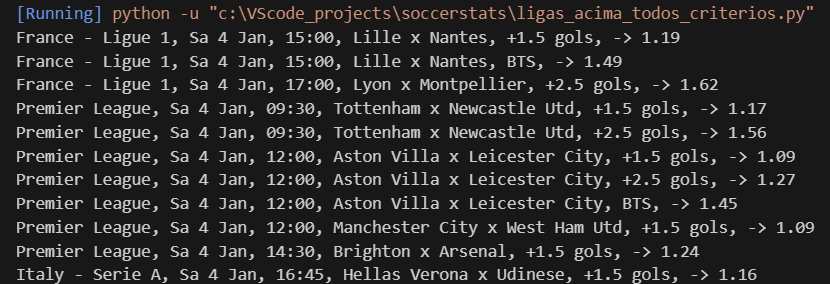 [Running] python -u "c:\VScode_projects\soccerstats\ligas_acima_todos_criterios.py"
France - Ligue 1, Sa 4 Jan, 15:00, Lille x Nantes, +1.5 gols, -> 1.19
France - Ligue 1, Sa 4 Jan, 15:00, Lille x Nantes, BTS, -> 1.49
France - Ligue 1, Sa 4 Jan, 17:00, Lyon x Montpellier, +2.5 gols, -> 1.62
Premier League, Sa 4 Jan, 09:30, Tottenham x Newcastle Utd, +1.5 gols, -> 1.17
Premier League, Sa 4 Jan, 09:30, Tottenham x Newcastle Utd, +2.5 gols, -> 1.56
Premier League, Sa 4 Jan, 12:00, Aston Villa x Leicester City, +1.5 gols, -> 1.09
Premier League, Sa 4 Jan, 12:00, Aston Villa x Leicester City, +2.5 gols, -> 1.27
Premier League, Sa 4 Jan, 12:00, Aston Villa x Leicester City, BTS, -> 1.45
Premier League, Sa 4 Jan, 12:00, Manchester City x West Ham Utd, +1.5 gols, -> 1.09
Premier League, Sa 4 Jan, 14:30, Brighton x Arsenal, +1.5 gols, -> 1.24
Italy - Serie A, Sa 4 Jan, 16:45, Hellas Verona x Udinese, +1.5 gols, -> 1.16